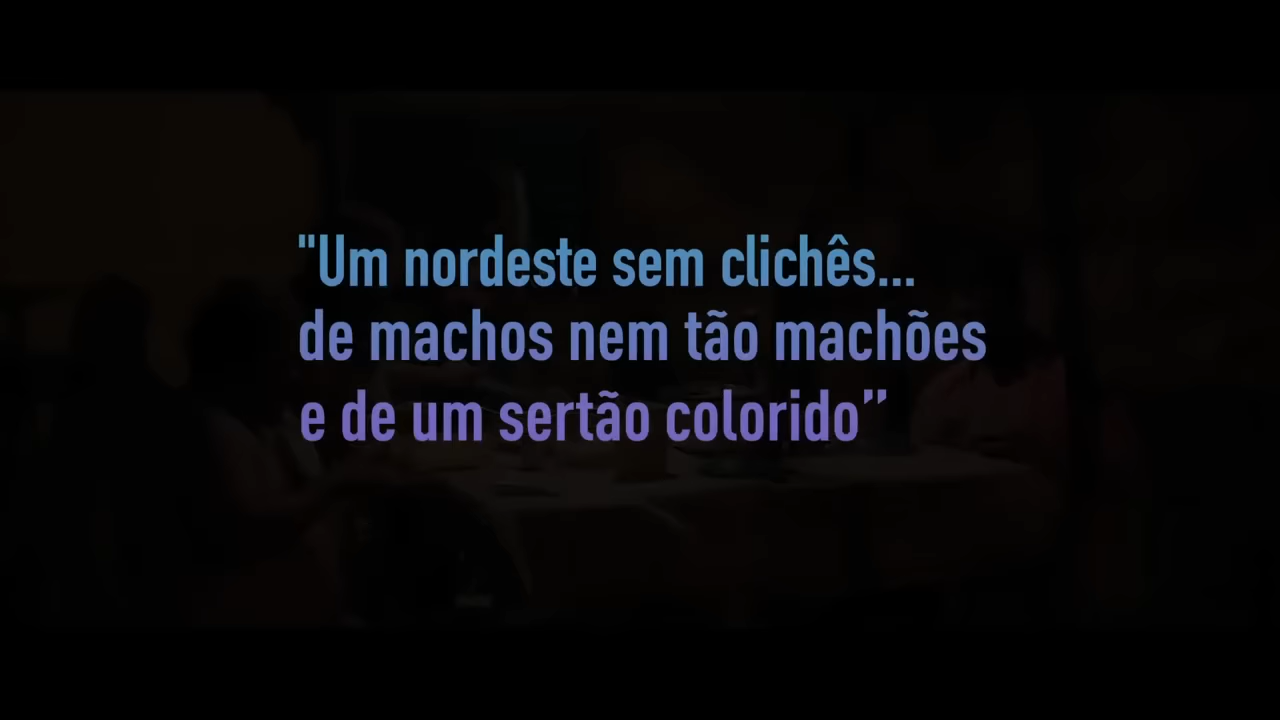 "Um nordeste sem clichês...
de machos nem tão machões
e de um sertão colorido”